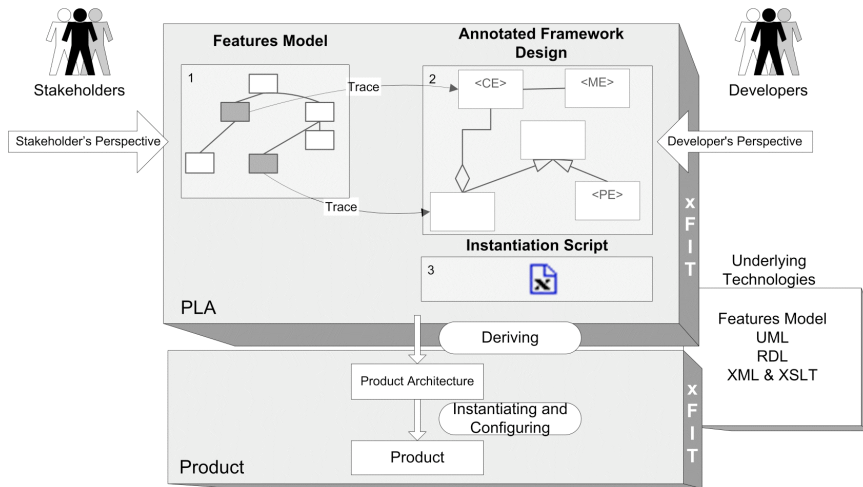 Stakeholders
Developers
Stakeholder's Perspective
Developer's Perspective
Features Model
1
Trace
Trace
Annotated Framework
Design
2
<CE>
<ME>
<PE>
Instantiation Script
3
X
PLA
x
F
I
T
Underlying
Technologies
Features Model
UML
RDL
XML & XSLT
Deriving
Product Architecture
Instantiating and
Configuring
Product
Product
x
F
I
T